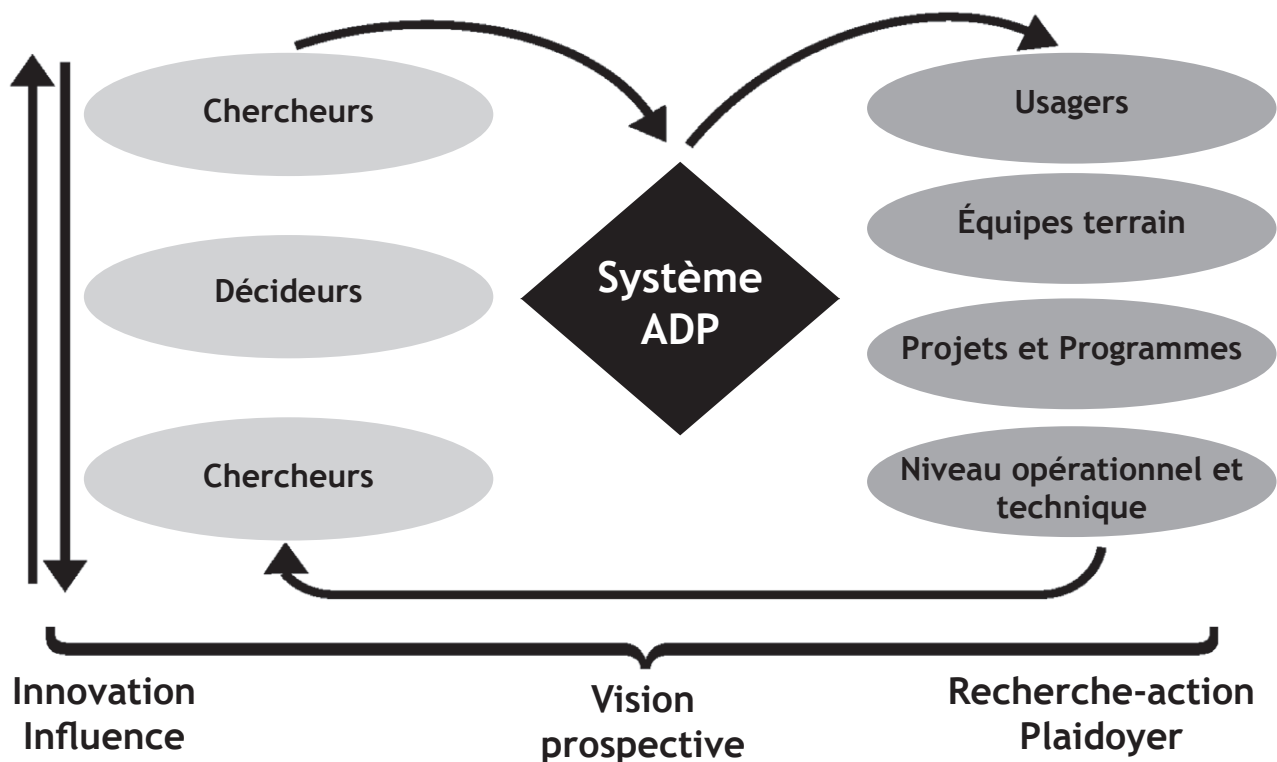 Chercheurs
Décideurs
Chercheurs
Système
ADP
Usagers
Équipes terrain
Projets et Programmes
Niveau opérationnel et
technique
Innovation
Influence
Vision
prospective
Recherche-action
Plaidoyer